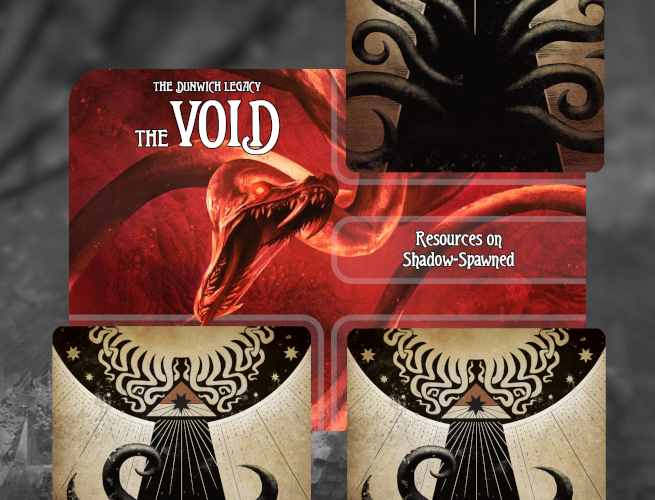 THE DUNWICH LEGACY
THE VOID
Resources on
Shadow-Spawned